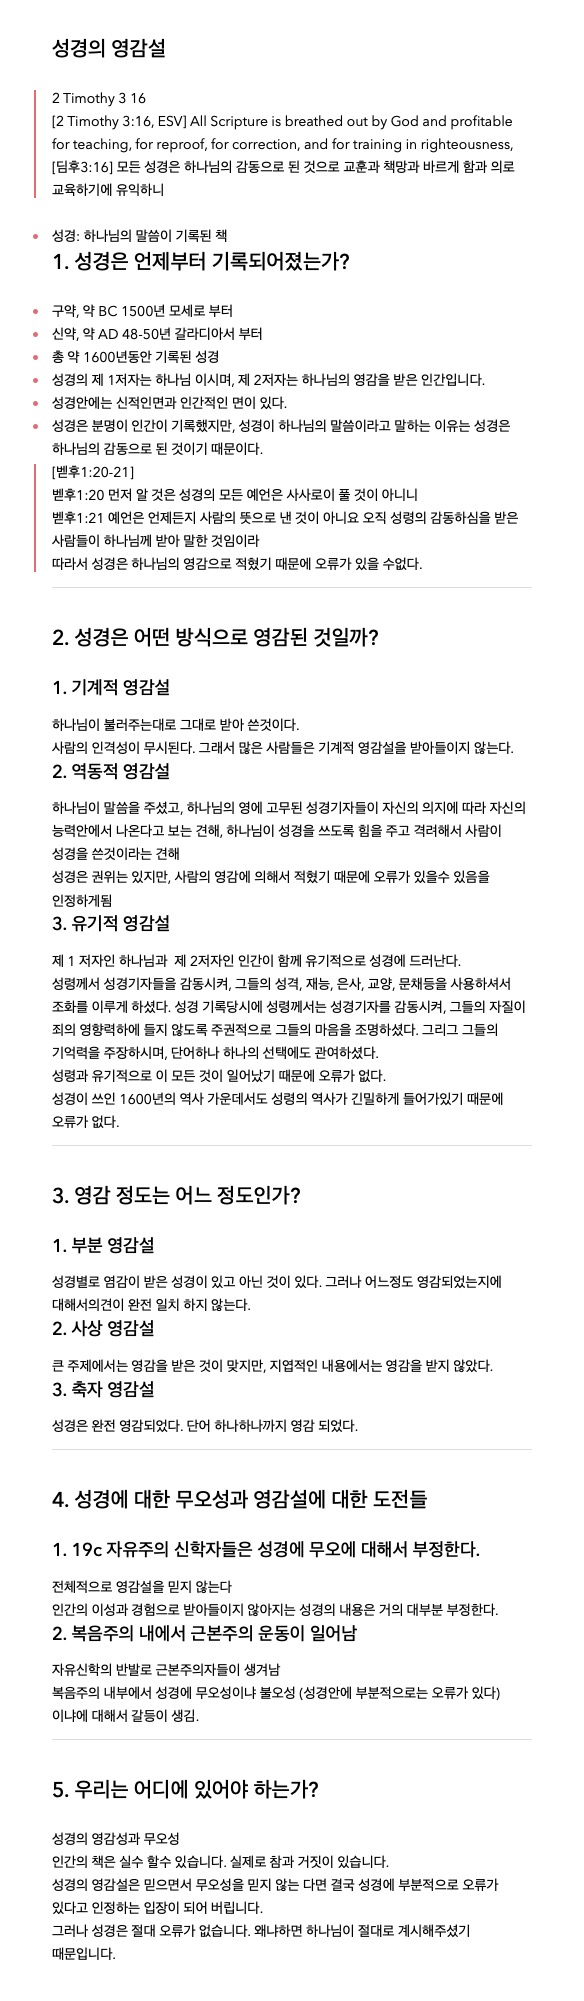 성경의 영감설
2 Timothy 3 16
[2 Timothy 3:16, ESV] All Scripture is breathed out by God and profitable
for teaching, for reproof, for correction, and for training in righteousness,
[딤후3:16] 모든 성경은 하나님의 감동으로 된 것으로 교훈과 책망과 바르게 함과 의로
교육하기에 유익하니
성경: 하나님의 말씀이 기록된 책
1. 성경은 언제부터 기록되어졌는가?
구약, 약 BC 1500년 모세로 부터
신약, 약 AD 48-50년 갈라디아서 부터
총 약 1600년동안 기록된 성경
성경의 제 1저자는 하나님 이시며, 제 2저자는 하나님의 영감을 받은 인간입니다.
성경안에는 신적인면과 인간적인 면이 있다.
성경은 분명이 인간이 기록했지만, 성경이 하나님의 말씀이라고 말하는 이유는 성경은
하나님의 감동으로 된 것이기 때문이다.
[벧후1:20-21]
벧후1:20 먼저 알 것은 성경의 모든 예언은 사사로이 풀 것이 아니니
벧후1:21 예언은 언제든지 사람의 뜻으로 낸 것이 아니요 오직 성령의 감동하심을 받은
사람들이 하나님께 받아 말한 것임이라
따라서 성경은 하나님의 영감으로 적혔기 때문에 오류가 있을 수없다.
2. 성경은 어떤 방식으로 영감된 것일까?
1. 기계적 영감설
하나님이 불러주는대로 그대로 받아 쓴것이다.
사람의 인격성이 무시된다. 그래서 많은 사람들은 기계적 영감설을 받아들이지 않는다.
2. 역동적 영감설
하나님이 말씀을 주셨고, 하나님의 영에 고무된 성경기자들이 자신의 의지에 따라 자신의
능력안에서 나온다고 보는 견해, 하나님이 성경을 쓰도록 힘을 주고 격려해서 사람이
성경을 쓴것이라는 견해
성경은 권위는 있지만, 사람의 영감에 의해서 적혔기 때문에 오류가 있을수 있음을
인정하게됨
3. 유기적 영감설
제 1 저자인 하나님과  제 2저자인 인간이 함께 유기적으로 성경에 드러난다.
성령께서 성경기자들을 감동시켜, 그들의 성격, 재능, 은사, 교양, 문채등을 사용하셔서
조화를 이루게 하셨다. 성경 기록당시에 성령께서는 성경기자를 감동시켜, 그들의 자질이
죄의 영향력하에 들지 않도록 주권적으로 그들의 마음을 조명하셨다. 그리그 그들의
기억력을 주장하시며, 단어하나 하나의 선택에도 관여하셨다.
성령과 유기적으로 이 모든 것이 일어났기 때문에 오류가 없다.
성경이 쓰인 1600년의 역사 가운데서도 성령의 역사가 긴밀하게 들어가있기 때문에
오류가 없다.
3. 영감 정도는 어느 정도인가?
1. 부분 영감설
성경별로 영감이 받은 성경이 있고 아닌 것이 있다. 그러나 어느정도 영감되었는지에
대해서의견이 완전 일치 하지 않는다.
2. 사상 영감설
큰 주제에서는 영감을 받은 것이 맞지만, 지엽적인 내용에서는 영감을 받지 않았다.
3. 축자 영감설
성경은 완전 영감되었다. 단어 하나하나까지 영감 되었다.
4. 성경에 대한 무오성과 영감설에 대한 도전들
1. 19c 자유주의 신학자들은 성경에 무오에 대해서 부정한다.
전체적으로 영감설을 믿지 않는다
인간의 이성과 경험으로 받아들이지 않아지는 성경의 내용은 거의 대부분 부정한다.
2. 복음주의 내에서 근본주의 운동이 일어남
자유신학의 반발로 근본주의자들이 생겨남
복음주의 내부에서 성경에 무오성이냐 불오성 (성경안에 부분적으로는 오류가 있다)
이냐에 대해서 갈등이 생김.
5. 우리는 어디에 있어야 하는가?
성경의 영감성과 무오성
인간의 책은 실수 할수 있습니다. 실제로 참과 거짓이 있습니다.
성경의 영감설은 믿으면서 무오성을 믿지 않는 다면 결국 성경에 부분적으로 오류가
있다고 인정하는 입장이 되어 버립니다.
그러나 성경은 절대 오류가 없습니다. 왜냐하면 하나님이 절대로 계시해주셨기
때문입니다.